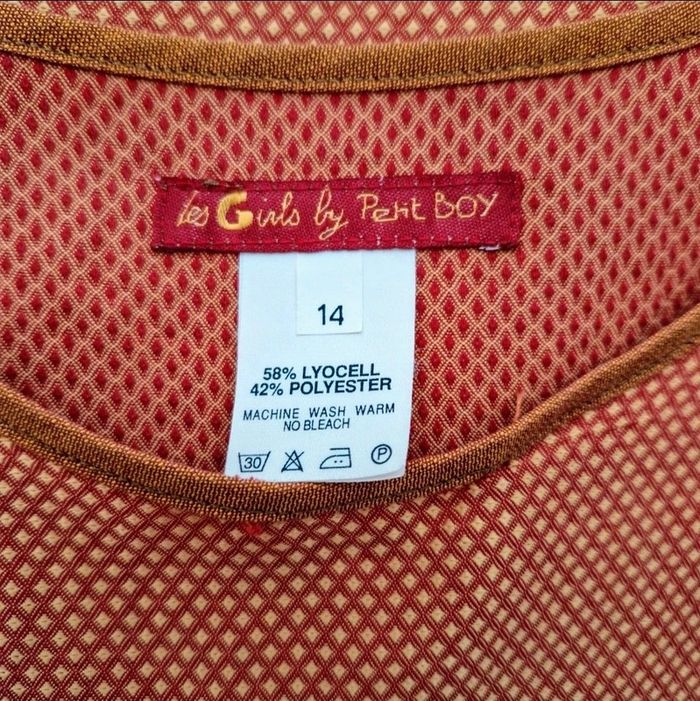 Les Girls by Petit BOY
14
58% LYOCELL
42% POLYESTER
MACHINE WASH WARM
NO BLEACH
30 P